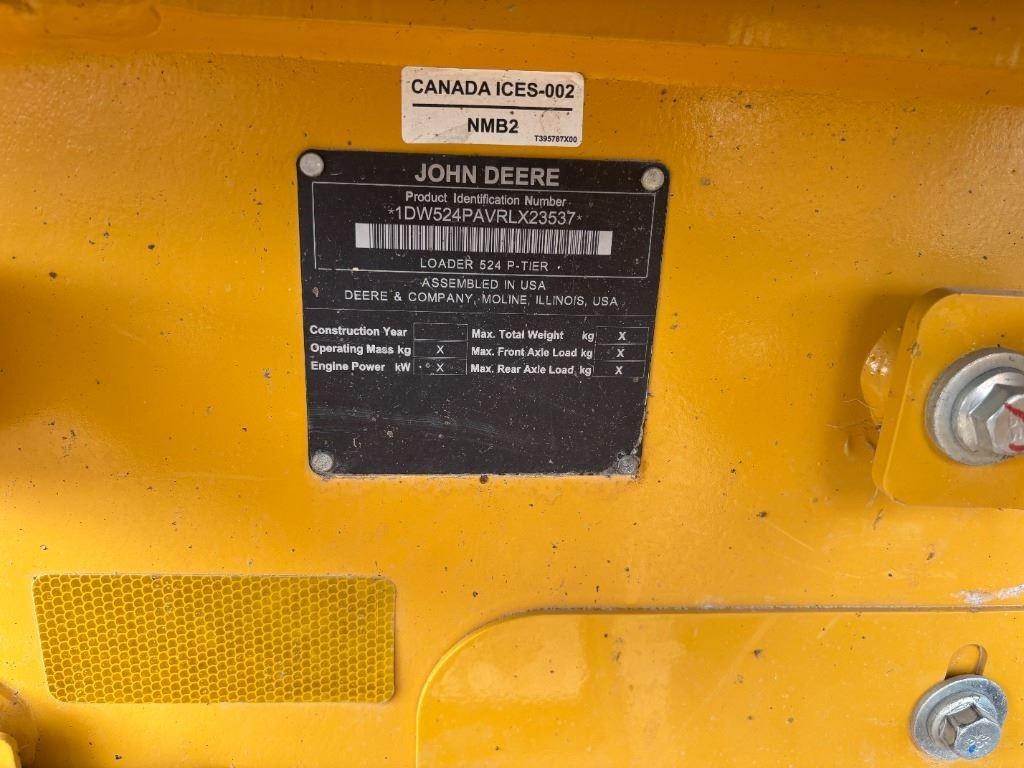 CANADA ICES-002
NMB2
T395787X00
JOHN DEERE
Product Identification Number
*1DW524PAVRLX23537*
LOADER 524 P-TIER
ASSEMBLED IN USA
DEERE & COMPANY, MOLINE, ILLINOIS, USA
Construction Year Max. Total Weight kg X
Operating Mass kg X Max. Front Axle Load kg X
Engine Power kW X Max. Rear Axle Load kg X